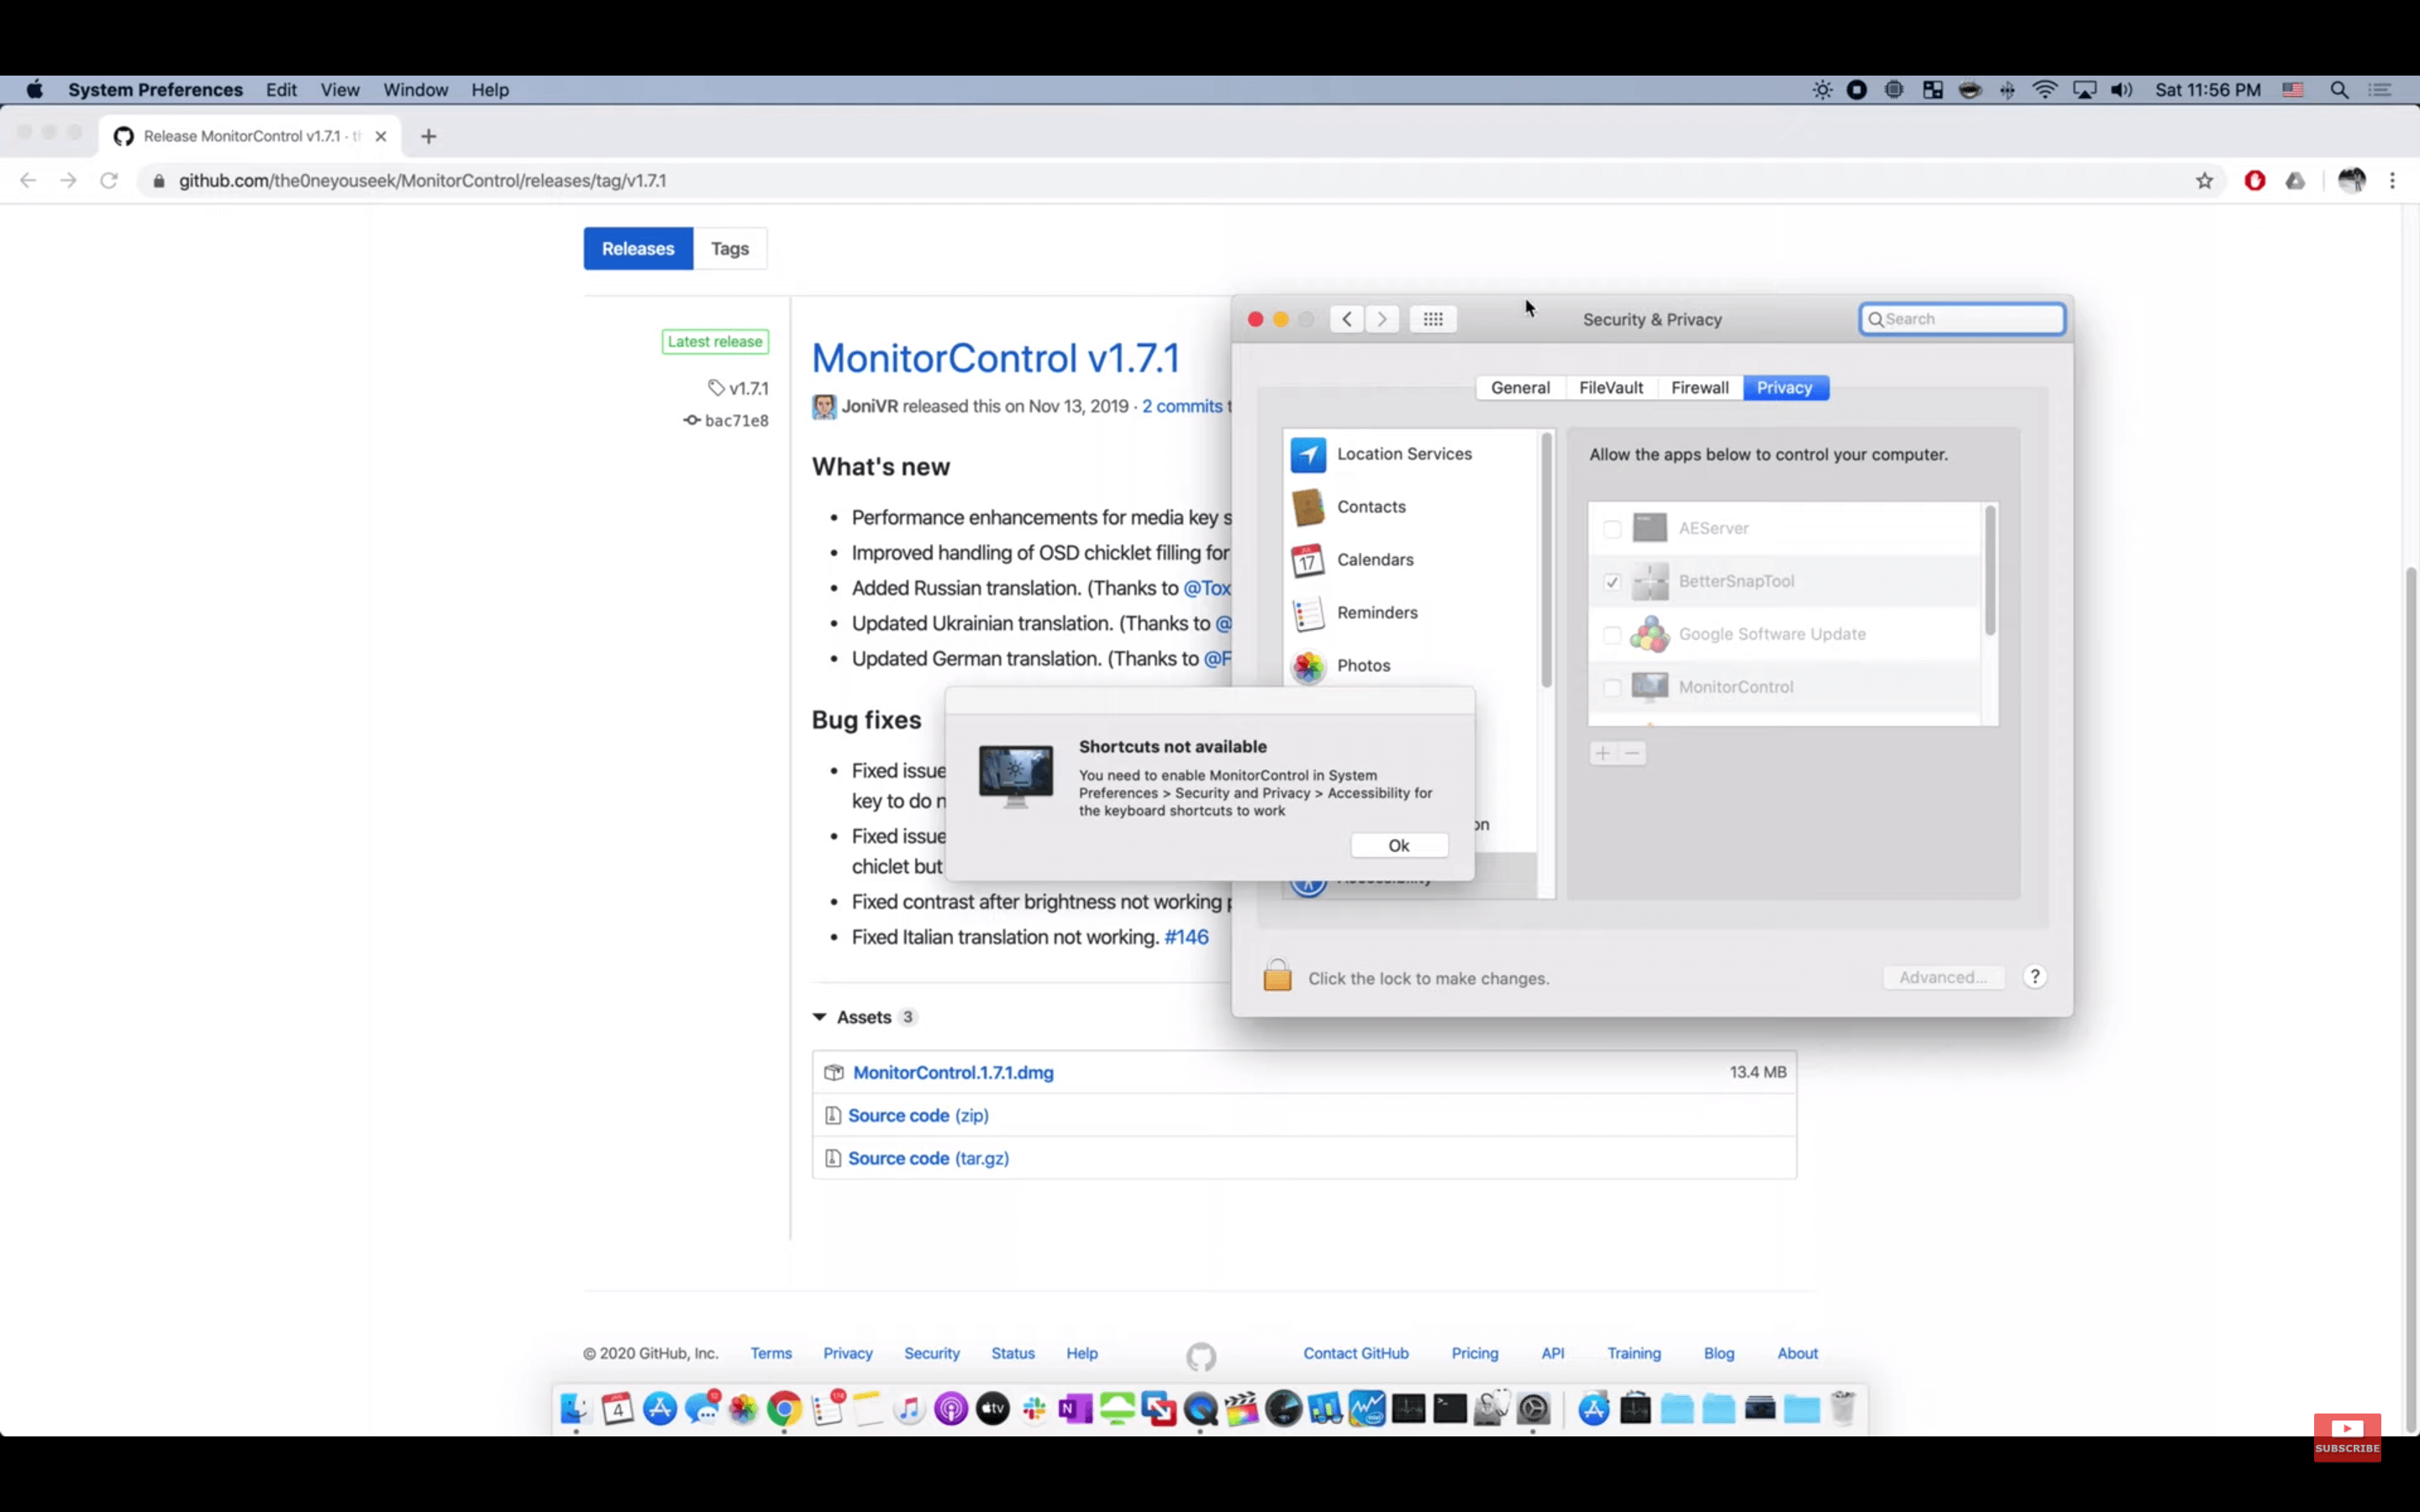 System Preferences Edit View Window Help
Sat 11:56 PM
Release MonitorControl v1.7.1 · t
github.com/the0neyouseek/MonitorControl/releases/tag/v1.7.1
Releases Tags
Latest release
v1.7.1
bac71e8
MonitorControl v1.7.1
JoniVR released this on Nov 13, 2019 · 2 commits
What's new
Performance enhancements for media key
Improved handling of OSD chicklet filling for
Added Russian translation. (Thanks to @Tox
Updated Ukrainian translation. (Thanks to @
Updated German translation. (Thanks to @F
Bug fixes
Fixed issue
key to do
Fixed issue
chiclet but
Fixed contrast after brightness not working
Fixed Italian translation not working. #146
Assets 3
MonitorControl.1.7.1.dmg 13.4 MB
Source code (zip)
Source code (tar.gz)
Security & Privacy
Search
General FileVault Firewall Privacy
Location Services
Contacts
JUL
17
Calendars
Reminders
Photos
on
Accessibility
Allow the apps below to control your computer.
AEServer
BetterSnapTool
Google Software Update
MonitorControl
Click the lock to make changes.
Advanced... ?
Shortcuts not available
You need to enable MonitorControl in System
Preferences > Security and Privacy > Accessibility for
the keyboard shortcuts to work
Ok
© 2020 GitHub, Inc. Terms Privacy Security Status Help Contact GitHub Pricing API Training Blog About
4
tv
N
SUBSCRIBE